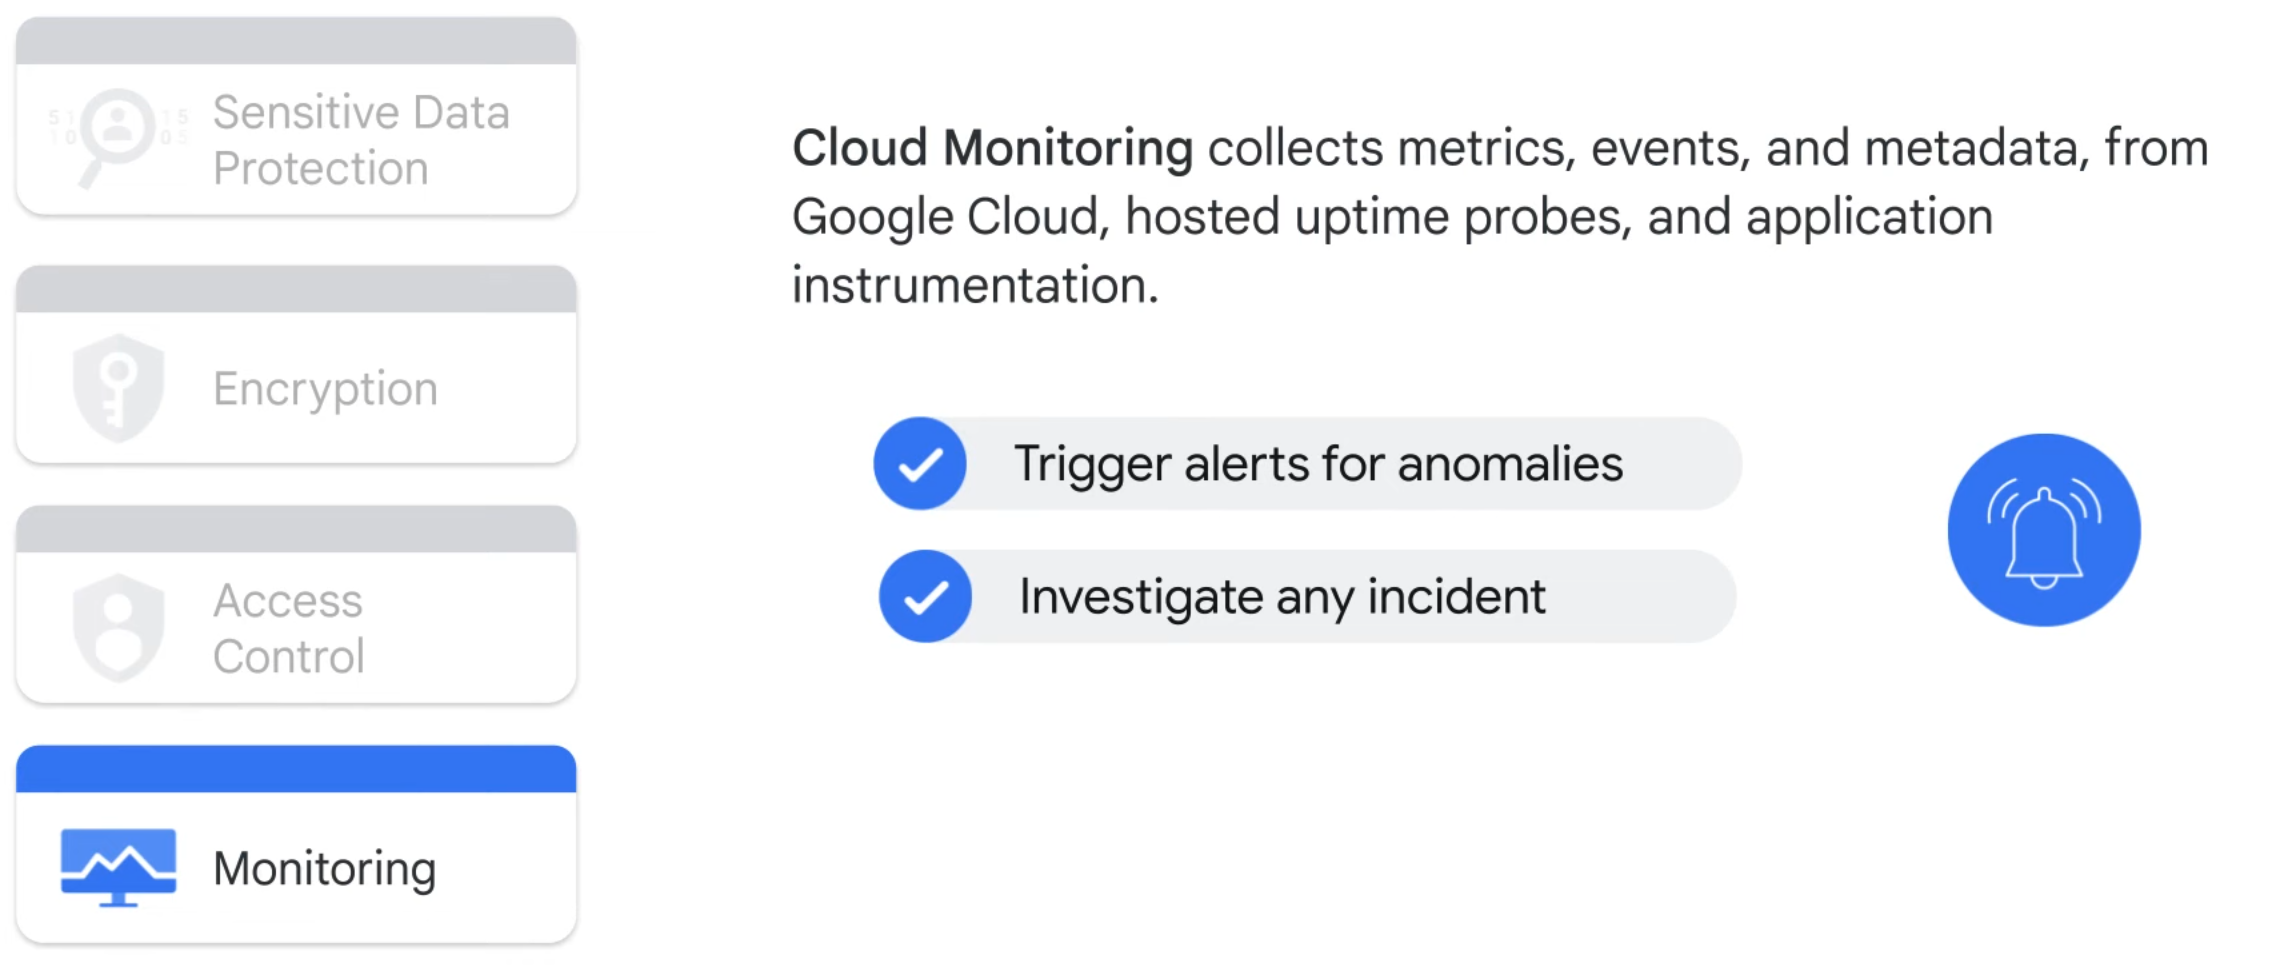 Sensitive Data
Protection
Encryption
Access
Control
Monitoring
Cloud Monitoring collects metrics, events, and metadata, from
Google Cloud, hosted uptime probes, and application
instrumentation.
Trigger alerts for anomalies
Investigate any incident